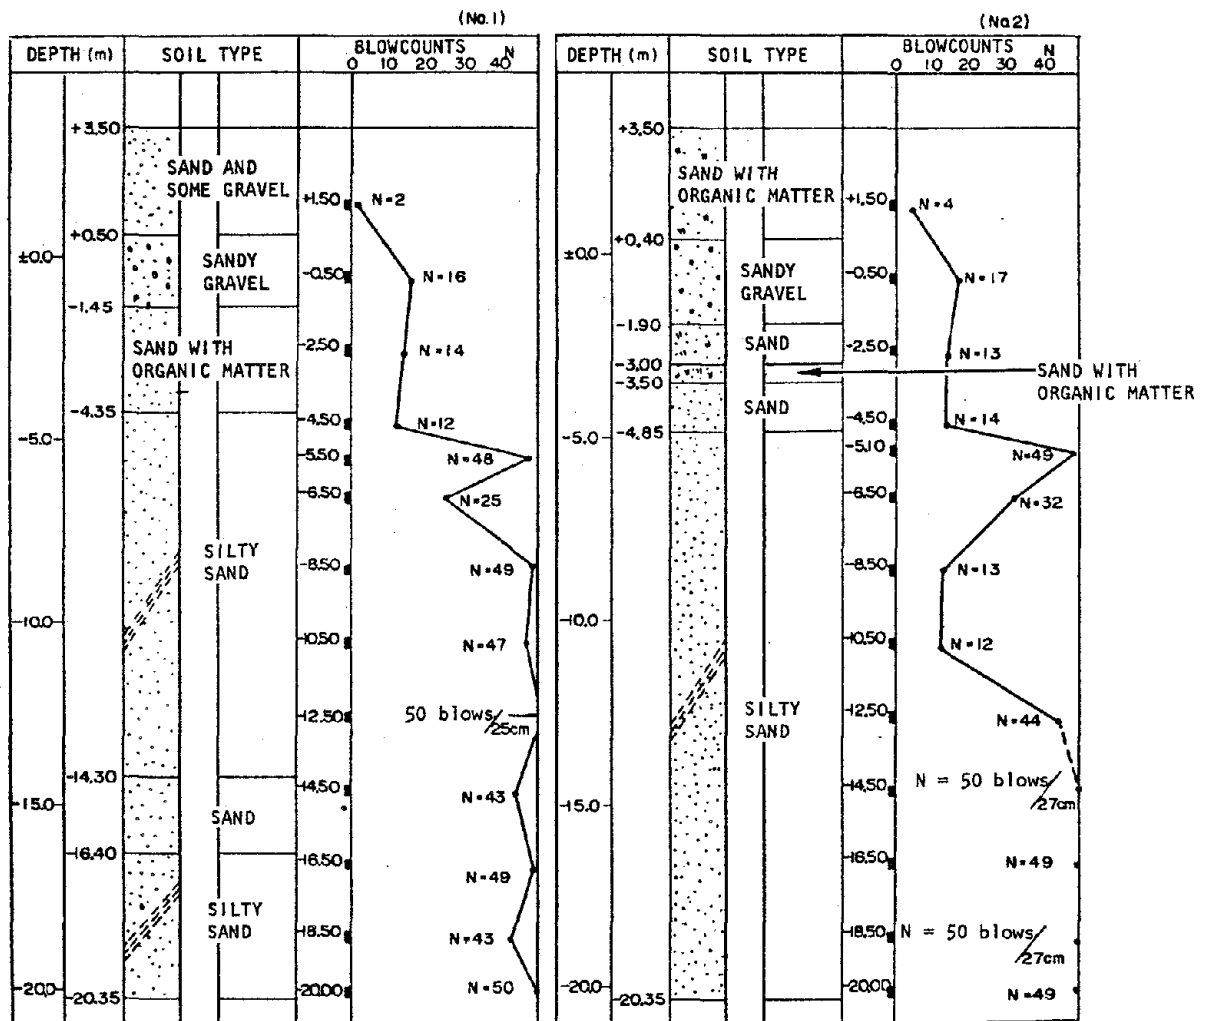 (No.1)
DEPTH (m)
SOIL TYPE
BLOWCOUNTS N
0 10 20 30 40
+3.50
SAND AND
SOME GRAVEL
+1.50
N=2
+0.50
±0.0
SANDY
GRAVEL
-0.50
N=16
-1.45
SAND WITH
ORGANIC MATTER
-2.50
N=14
-4.35
-4.50
N=12
-5.0
-5.50
N=48
-6.50
N=25
SILTY
SAND
-8.50
N=49
-10.0
-10.50
N=47
50 blows/
25cm
-12.50
-14.30
-14.50
N=43
-15.0
SAND
-16.40
-16.50
N=49
SILTY
SAND
-18.50
N=43
-20.0
-20.00
N=50
-20.35
(No.2)
DEPTH (m)
SOIL TYPE
BLOWCOUNTS N
0 10 20 30 40
+3.50
SAND WITH
ORGANIC MATTER
+1.50
N=4
+0.40
±0.0
SANDY
GRAVEL
-0.50
N=17
-1.90
SAND
-2.50
N=13
-3.00
SAND WITH
ORGANIC MATTER
-3.50
SAND
-4.50
N=14
-4.85
-5.0
-5.10
N=49
-6.50
N=32
-8.50
N=13
-10.0
-10.50
N=12
SILTY
SAND
-12.50
N=44
-14.50
N = 50 blows/
27cm
-15.0
-16.50
N=49
-18.50
N = 50 blows/
27cm
-20.0
-20.00
N=49
-20.35